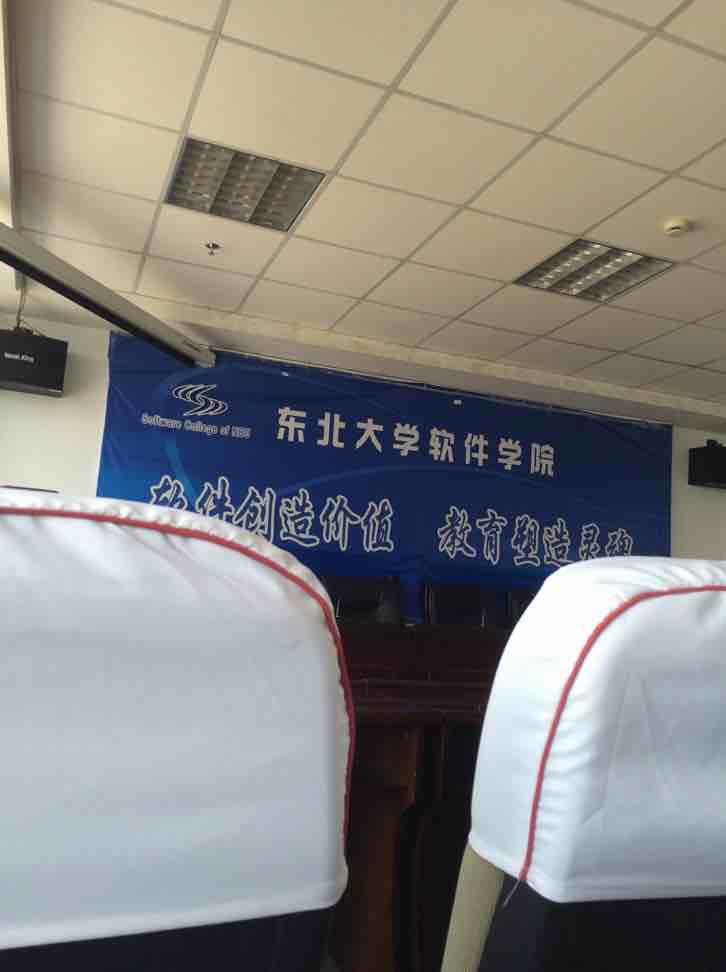 东北大学软件学院
Software College of NEU
软件创造价值 教育塑造灵魂